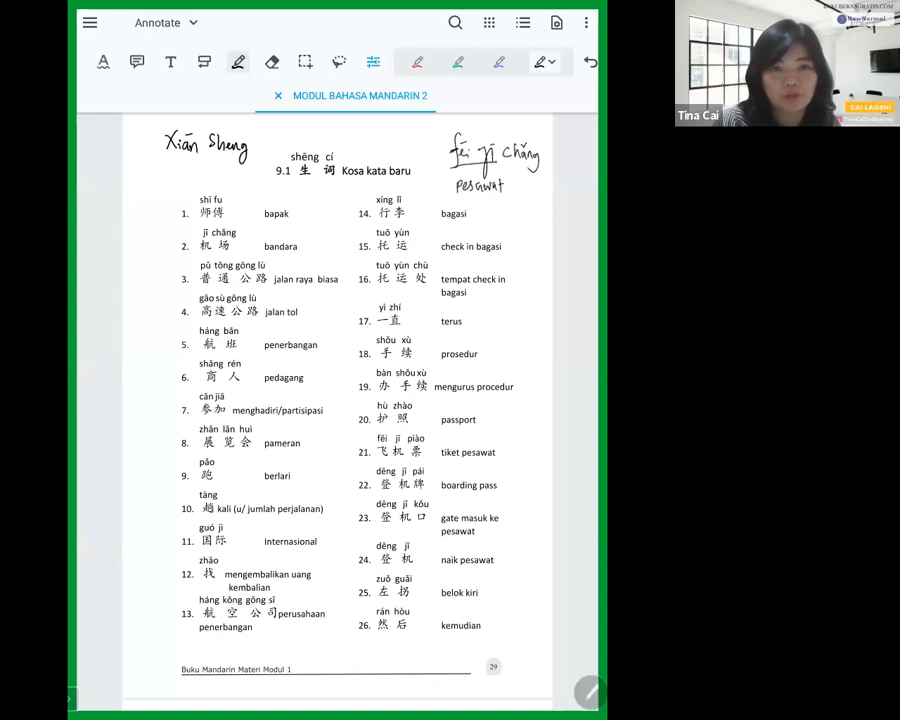 Annotate
MODUL BAHASA MANDARIN 2
Xiān Sheng
fēi jī chǎng
pesawat
shēng cí
9.1 生 词 Kosa kata baru
shī fu
1. 师傅 bapak
jī chǎng
2. 机 场 bandara
pǔ tōng gōng lù
3. 普 通 公 路 jalan raya biasa
gāo sù gōng lù
4. 高 速 公 路 jalan tol
háng bān
5. 航 班 penerbangan
shāng rén
6. 商 人 pedagang
cān jiā
7. 参加 menghadiri/partisipasi
zhǎn lǎn huì
8. 展 览 会 pameran
pǎo
9. 跑 berlari
tàng
10. 趟 kali (u/ jumlah perjalanan)
guó jì
11. 国际 Internasional
zhǎo
12. 找 mengembalikan uang
kembalian
háng kōng gōng sī
13. 航 空 公 司 perusahaan
penerbangan
xíng lǐ
14. 行 李 bagasi
tuō yùn
15. 托 运 check in bagasi
tuō yùn chù
16. 托 运 处 tempat check in
bagasi
yì zhí
17. 一直 terus
shǒu xù
18. 手 续 prosedur
bàn shǒu xù
19. 办 手 续 mengurus procedur
hù zhào
20. 护 照 passport
fēi jī piào
21. 飞 机 票 tiket pesawat
dēng jī pái
22. 登 机 牌 boarding pass
dēng jī kǒu
23. 登 机 口 gate masuk ke
pesawat
dēng jī
24. 登 机 naik pesawat
zuǒ guǎi
25. 左 拐 belok kiri
rán hòu
26. 然 后 kemudian
Buku Mandarin Materi Modul 1
29
NewNormal
CAI LAOSHI
Tina Cai